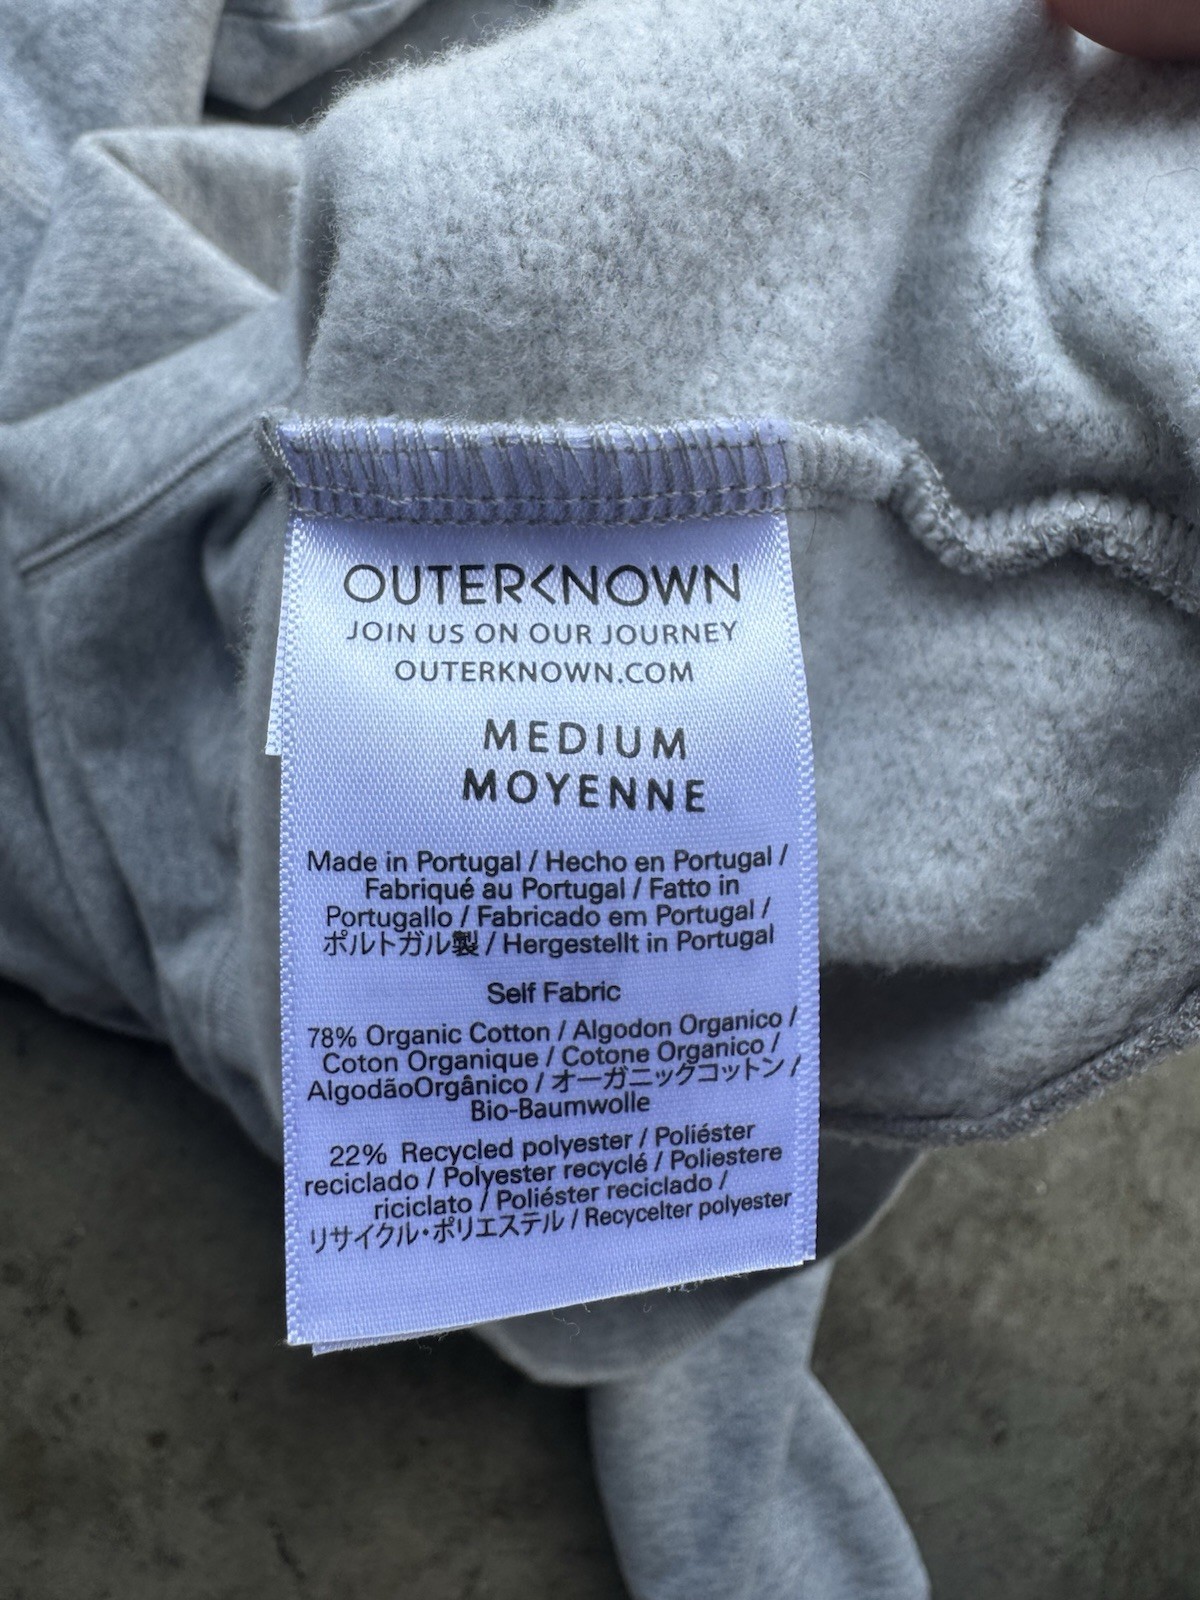 OUTERKNOWN
JOIN US ON OUR JOURNEY
OUTERKNOWN.COM
MEDIUM
MOYENNE
Made in Portugal / Hecho en Portugal /
Fabriqué au Portugal / Fatto in
Portugallo / Fabricado em Portugal /
ポルトガル製 / Hergestellt in Portugal
Self Fabric
78% Organic Cotton / Algodon Organico /
Coton Organique / Cotone Organico /
AlgodãoOrgânico / オーガニックコットン /
Bio-Baumwolle
22% Recycled polyester / Poliéster
reciclado / Polyester recyclé / Poliestere
riciclato / Poliéster reciclado /
リサイクル・ポリエステル / Recycelter polyester